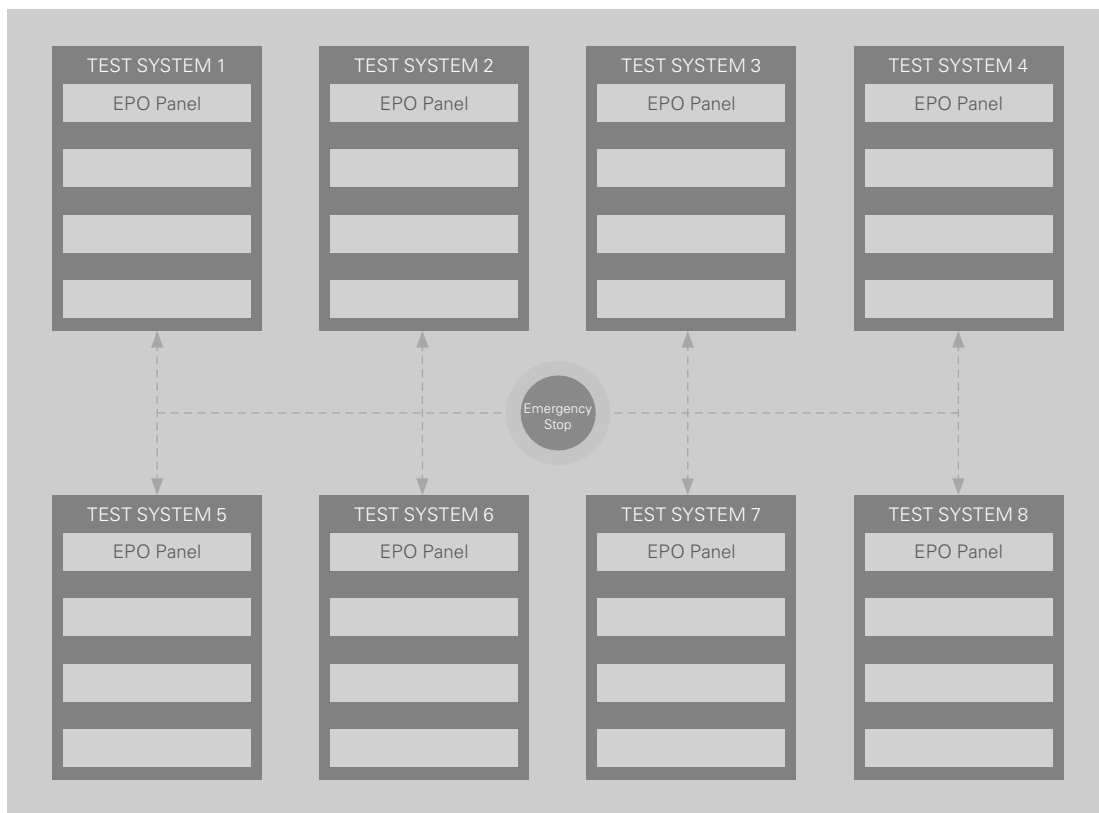 TEST SYSTEM 1
EPO Panel
TEST SYSTEM 2
EPO Panel
TEST SYSTEM 3
EPO Panel
TEST SYSTEM 4
EPO Panel
Emergency
Stop
TEST SYSTEM 5
EPO Panel
TEST SYSTEM 6
EPO Panel
TEST SYSTEM 7
EPO Panel
TEST SYSTEM 8
EPO Panel